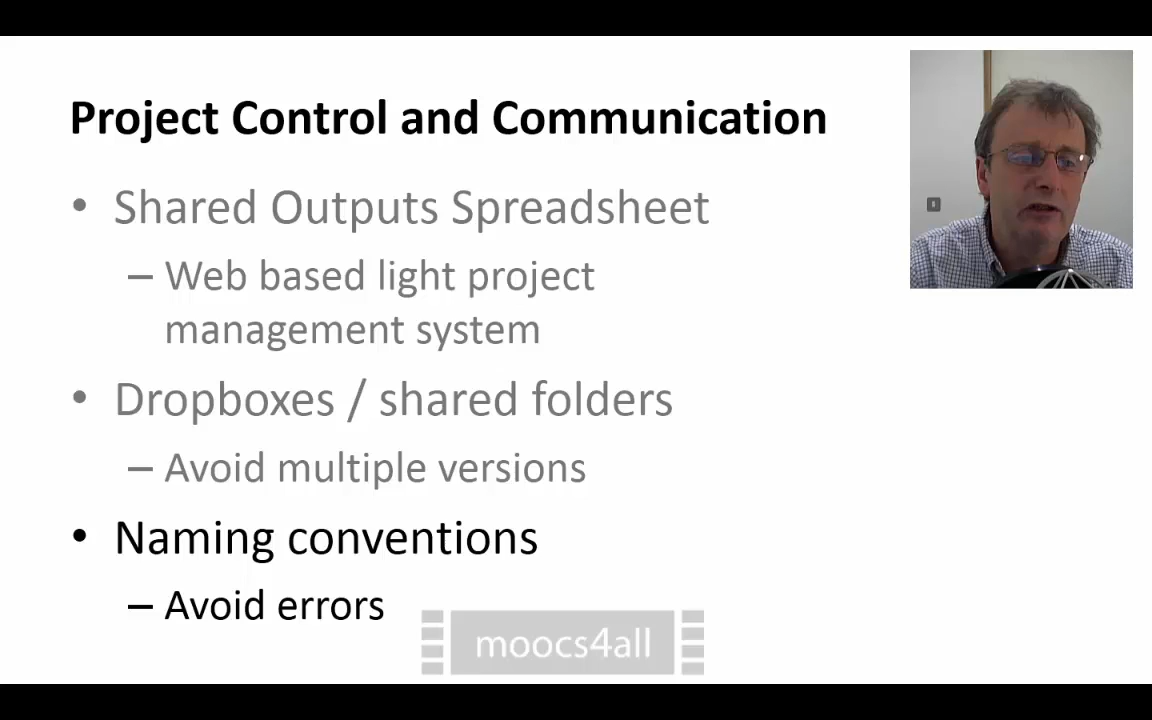 Project Control and Communication
• Shared Outputs Spreadsheet
– Web based light project
management system
• Dropboxes / shared folders
– Avoid multiple versions
• Naming conventions
– Avoid errors
moocs4all